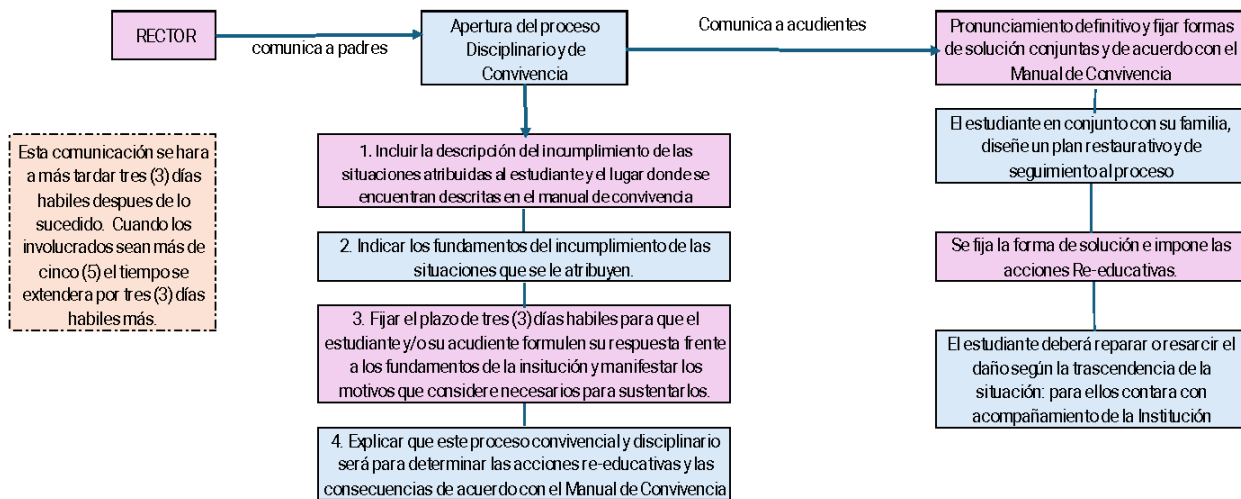 RECTOR
comunica a padres
Apertura del proceso
Disciplinario y de
Convivencia
Comunica a acudientes
Pronunciamiento definitivo y fijar formas
de solución conjuntas y de acuerdo con el
Manual de Convivencia
Esta comunicación se hara
a más tardar tres (3) días
habiles despues de lo
sucedido. Cuando los
involucrados sean más de
cinco (5) el tiempo se
extendera por tres (3) días
habiles más.
1. Incluir la descripción del incumplimiento de las
situaciones atribuidas al estudiante y el lugar donde se
encuentran descritas en el manual de convivencia
2. Indicar los fundamentos del incumplimiento de las
situaciones que se le atribuyen.
3. Fijar el plazo de tres (3) días habiles para que el
estudiante y/o su acudiente formulen su respuesta frente
a los fundamentos de la insitución y manifestar los
motivos que considere necesarios para sustentarlos.
4. Explicar que este proceso convivencial y disciplinario
será para determinar las acciones re-educativas y las
consecuencias de acuerdo con el Manual de Convivencia
El estudiante en conjunto con su familia,
diseñe un plan restaurativo y de
seguimiento al proceso
Se fija la forma de solución e impone las
acciones Re-educativas.
El estudiante deberá reparar o resarcir el
daño según la trascendencia de la
situación: para ellos contara con
acompañamiento de la Institución